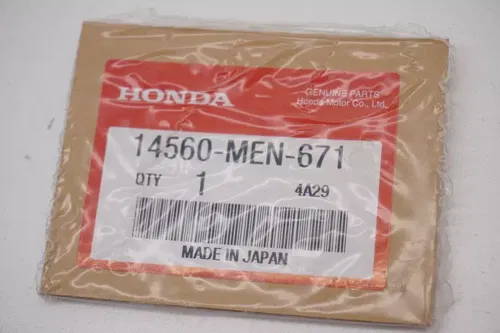 HONDA
GENUINE PARTS
Honda Motor Co., Ltd.
14560-MEN-671
QTY 1 4A29
MADE IN JAPAN